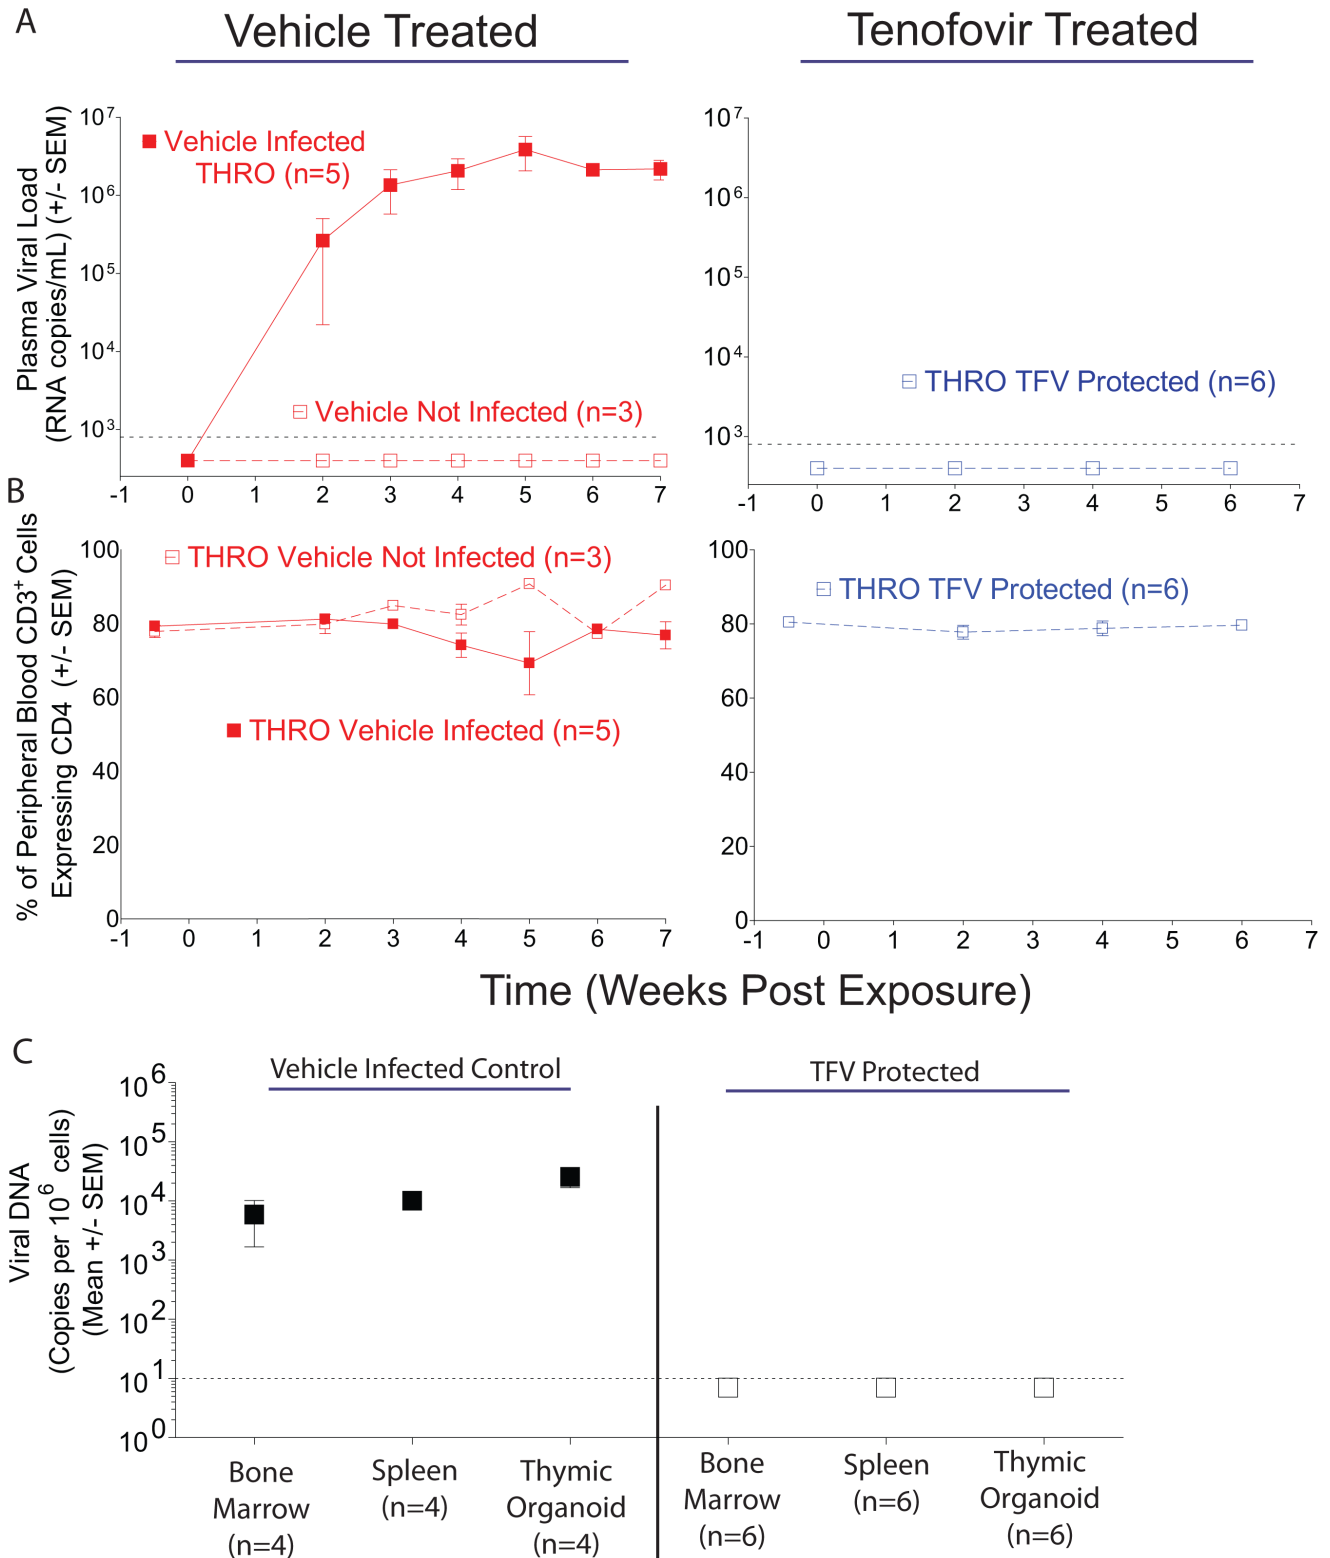 A
Vehicle Treated
Tenofovir Treated
Plasma Viral Load
(RNA copies/mL) (+/- SEM)
10^7
10^6
10^5
10^4
10^3
Vehicle Infected
THRO (n=5)
Vehicle Not Infected (n=3)
-1 0 1 2 3 4 5 6 7
10^7
10^6
10^5
10^4
10^3
THRO TFV Protected (n=6)
-1 0 1 2 3 4 5 6 7
B
% of Peripheral Blood CD3^+ Cells
Expressing CD4 (+/- SEM)
100
80
60
40
20
0
THRO Vehicle Not Infected (n=3)
THRO Vehicle Infected (n=5)
-1 0 1 2 3 4 5 6 7
100
80
60
40
20
0
THRO TFV Protected (n=6)
-1 0 1 2 3 4 5 6 7
Time (Weeks Post Exposure)
C
Vehicle Infected Control
TFV Protected
Viral DNA
(Copies per 10^6 cells)
(Mean +/- SEM)
10^6
10^5
10^4
10^3
10^2
10^1
10^0
Bone
Marrow
(n=4)
Spleen
(n=4)
Thymic
Organoid
(n=4)
Bone
Marrow
(n=6)
Spleen
(n=6)
Thymic
Organoid
(n=6)